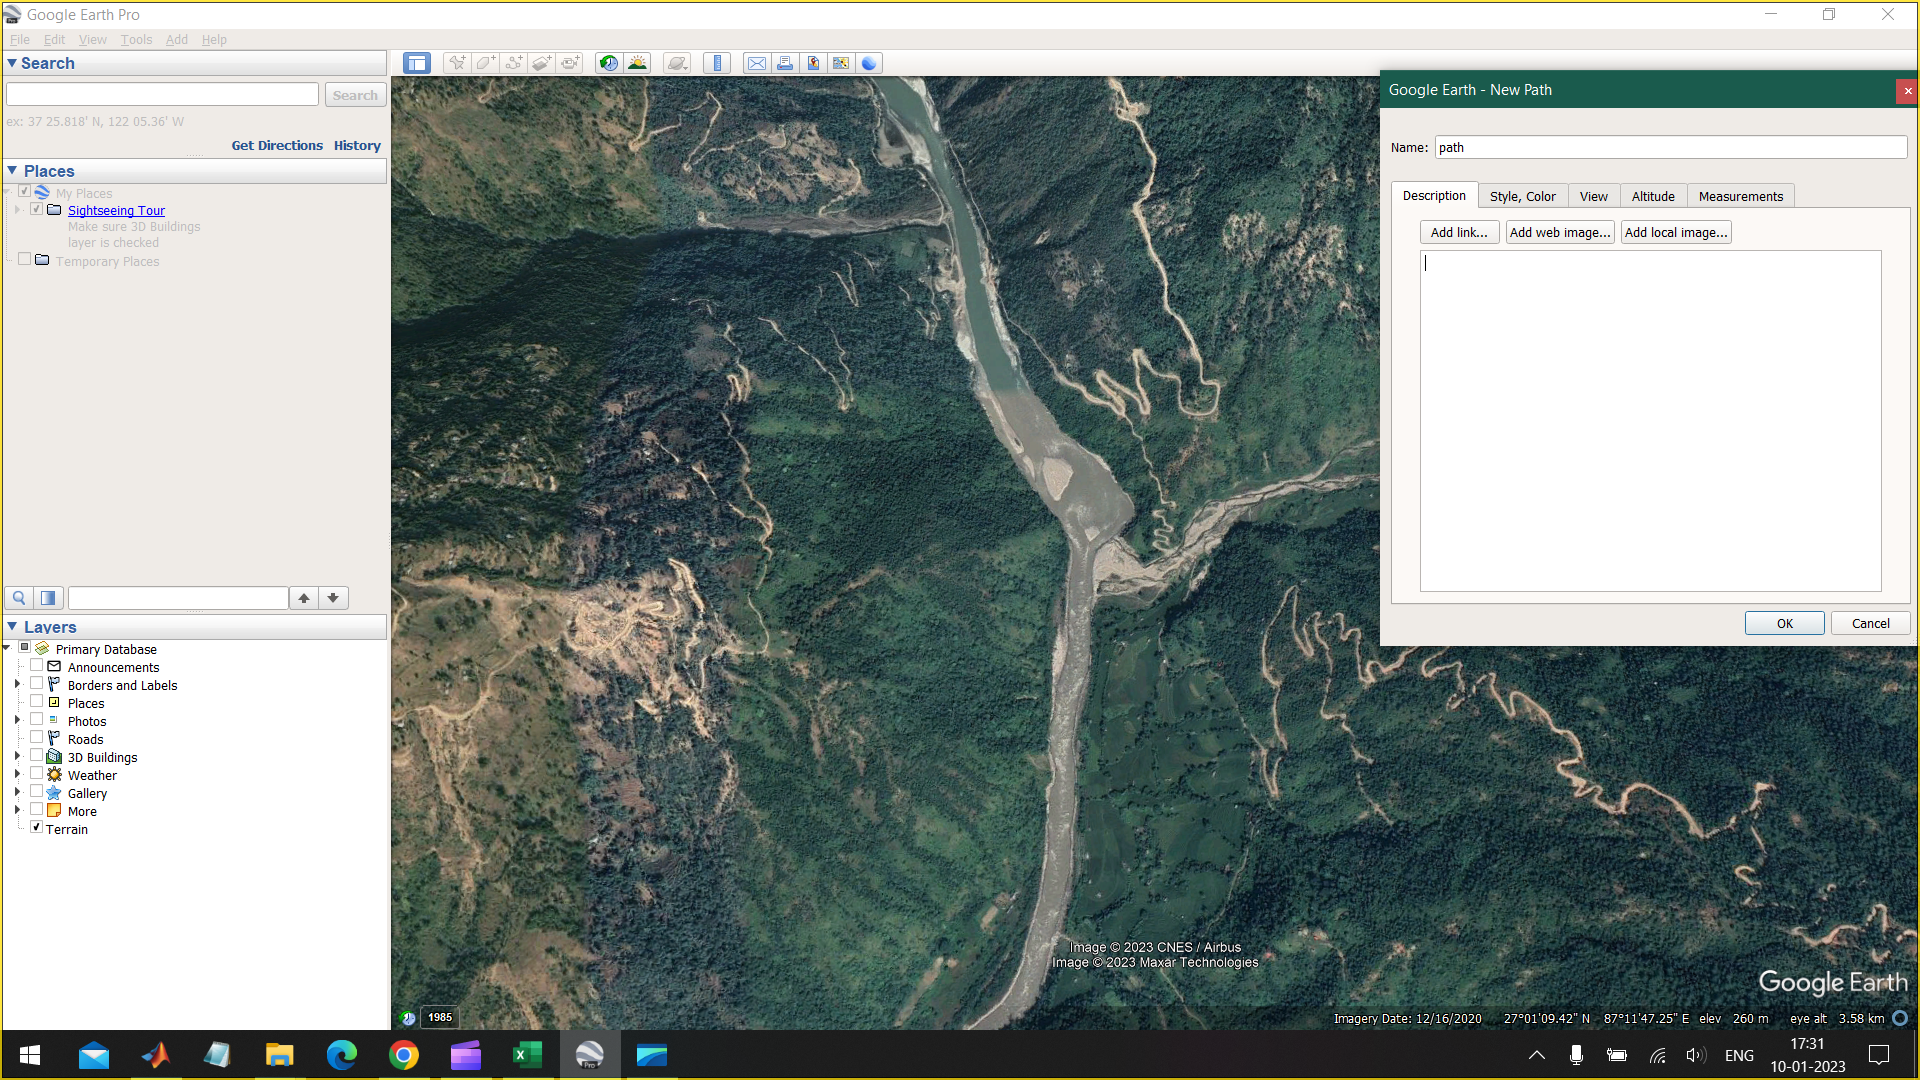 Google Earth Pro
File Edit View Tools Add Help
Search
Search
ex: 37 25.818' N, 122 05.36' W
Get Directions History
Places
My Places
Sightseeing Tour
Make sure 3D Buildings
layer is checked
Temporary Places
Layers
Primary Database
Announcements
Borders and Labels
Places
Photos
Roads
3D Buildings
Weather
Gallery
More
Terrain
Google Earth - New Path
Name: path
Description Style, Color View Altitude Measurements
Add link... Add web image... Add local image...
OK Cancel
Image © 2023 CNES / Airbus
Image © 2023 Maxar Technologies
Google Earth
1985
Imagery Date: 12/16/2020 27°01'09.42" N 87°11'47.25" E elev 260 m eye alt 3.58 km
Pro
ENG
17:31
10-01-2023